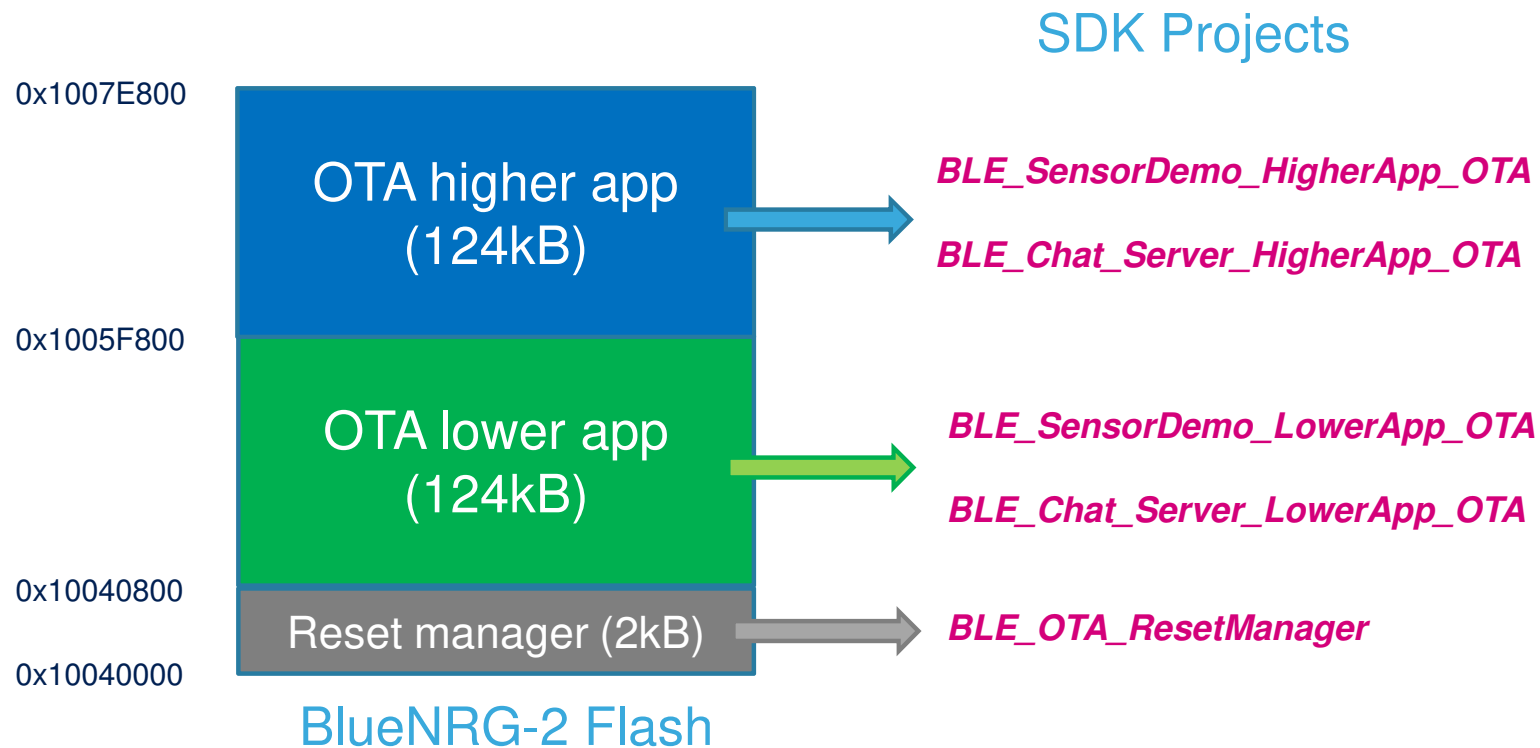 SDK Projects
0x1007E800
OTA higher app
(124kB)
BLE_SensorDemo_HigherApp_OTA
BLE_Chat_Server_HigherApp_OTA
0x1005F800
OTA lower app
(124kB)
BLE_SensorDemo_LowerApp_OTA
BLE_Chat_Server_LowerApp_OTA
0x10040800
Reset manager (2kB)
BLE_OTA_ResetManager
0x10040000
BlueNRG-2 Flash